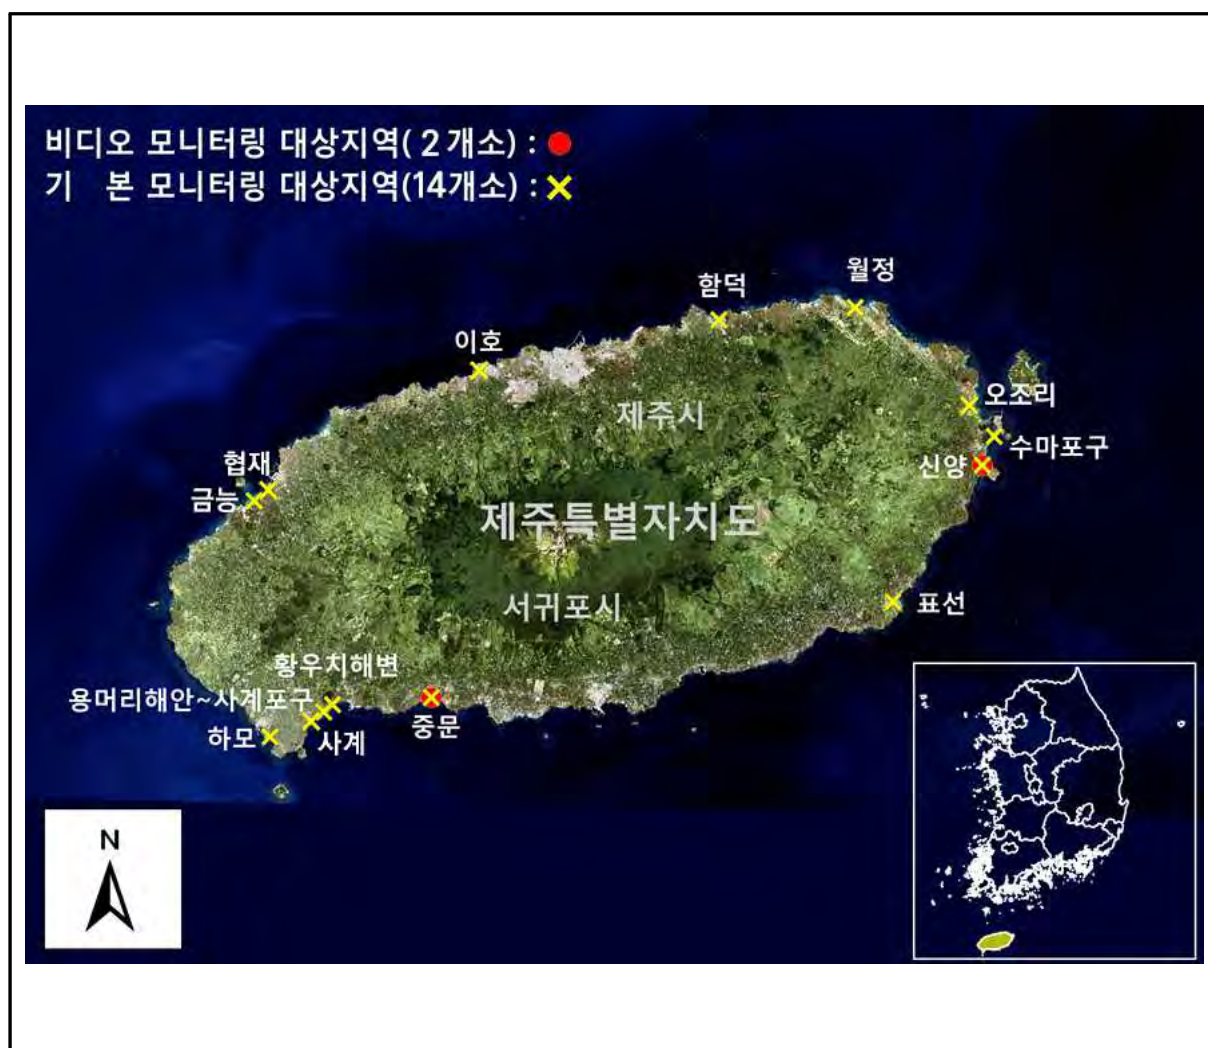 비디오 모니터링 대상지역( 2 개소) :
기 본 모니터링 대상지역(14개소) :
월정
함덕
이호
오조리
제주시
수마포구
협재
신양
금능
제주특별자치도
서귀포시
표선
황우치해변
용머리해안~사계포구
중문
하모
사계
N